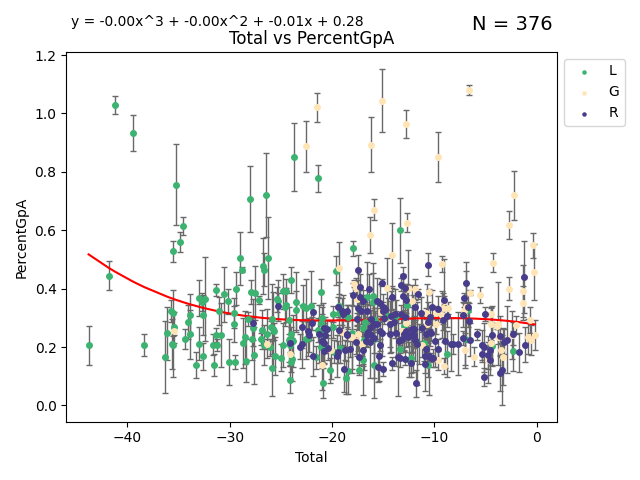 y = -0.00x^3 + -0.00x^2 + -0.01x + 0.28
N = 376
Total vs PercentGpA
1.2
1.0
0.8
0.6
0.4
0.2
0.0
PercentGpA
−40
−30
−20
−10
0
Total
L
G
R